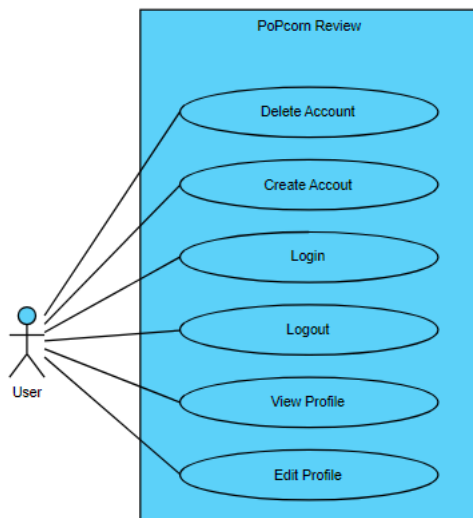 PoPcorn Review
Delete Account
Create Accout
Login
Logout
View Profile
Edit Profile
User